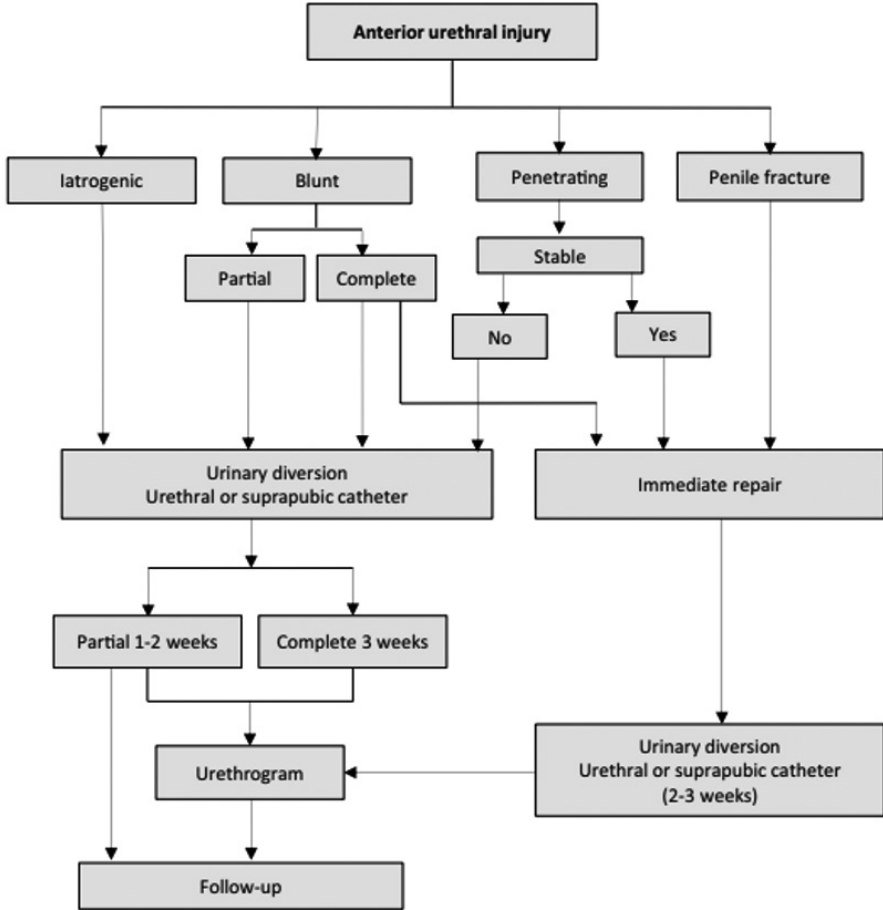 Anterior urethral injury
Iatrogenic
Blunt
Penetrating
Penile fracture
Partial
Complete
Stable
No
Yes
Urinary diversion
Urethral or suprapubic catheter
Immediate repair
Partial 1-2 weeks
Complete 3 weeks
Urethrogram
Urinary diversion
Urethral or suprapubic catheter
(2-3 weeks)
Follow-up